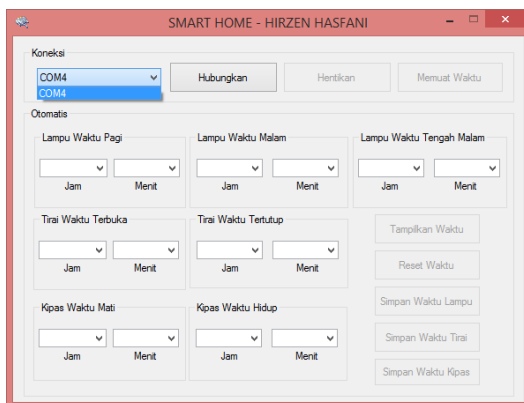 SMART HOME - HIRZEN HASFANI
Koneksi
COM4 Hubungkan Hentikan Memuat Waktu
COM4
Otomatis
Lampu Waktu Pagi Lampu Waktu Malam Lampu Waktu Tengah Malam
Jam Menit Jam Menit Jam Menit
Tirai Waktu Terbuka Tirai Waktu Tertutup
Tampilkan Waktu
Jam Menit Jam Menit
Reset Waktu
Simpan Waktu Lampu
Kipas Waktu Mati Kipas Waktu Hidup
Simpan Waktu Tirai
Jam Menit Jam Menit
Simpan Waktu Kipas